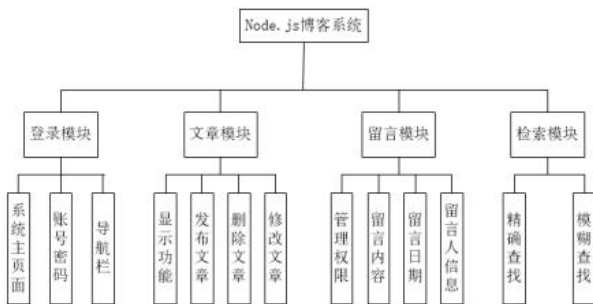 Node.js博客系统
登录模块
文章模块
留言模块
检索模块
系统主页面
账号密码
导航栏
显示功能
发布文章
删除文章
修改文章
管理权限
留言内容
留言日期
留言人信息
精确查找
模糊查找